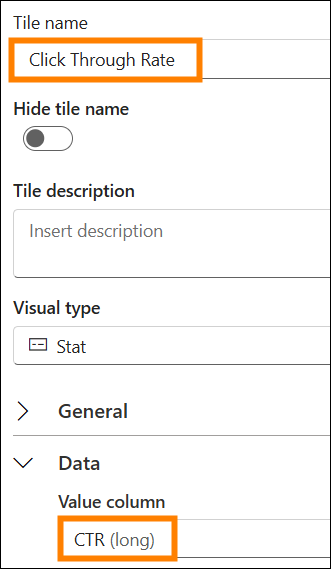 Tile name
Click Through Rate
Hide tile name
Tile description
Insert description
Visual type
Stat
General
Data
Value column
CTR (long)